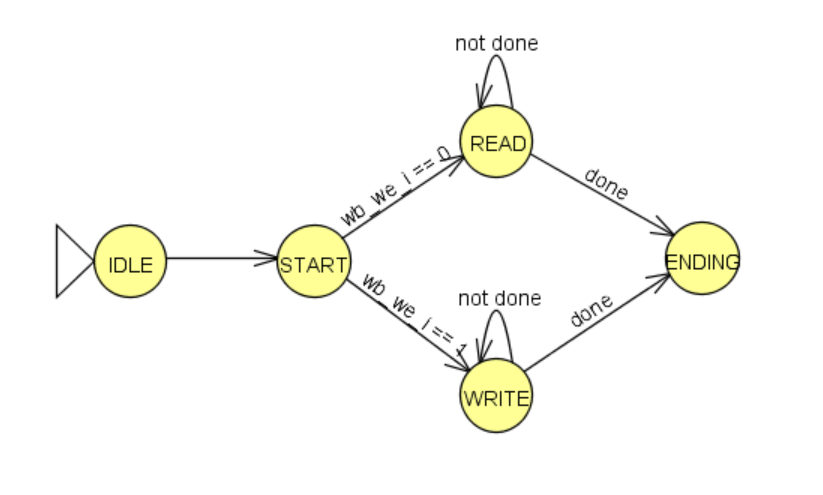 not done
READ
wb_we_i == 0
done
IDLE
START
ENDING
wb_we_i == 1
not done
done
WRITE